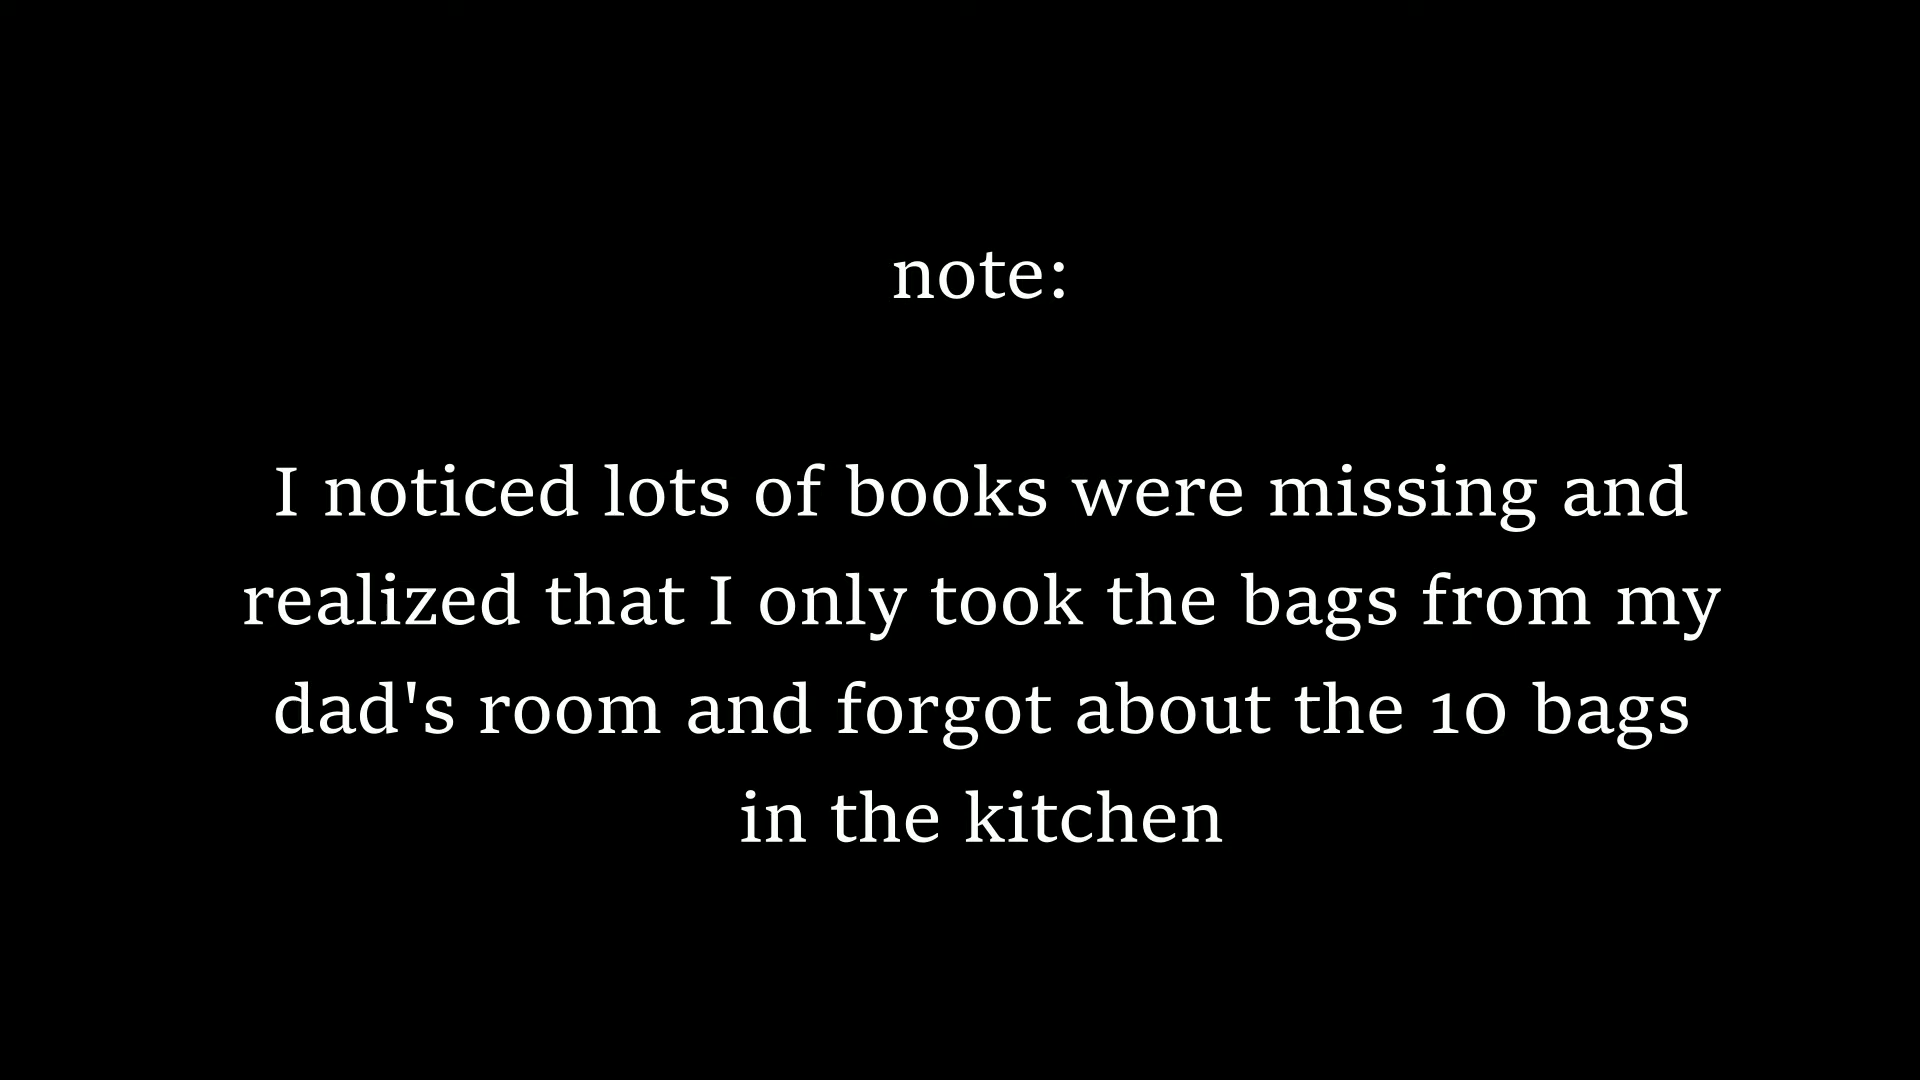 note:
I noticed lots of books were missing and
realized that I only took the bags from my
dad's room and forgot about the 10 bags
in the kitchen